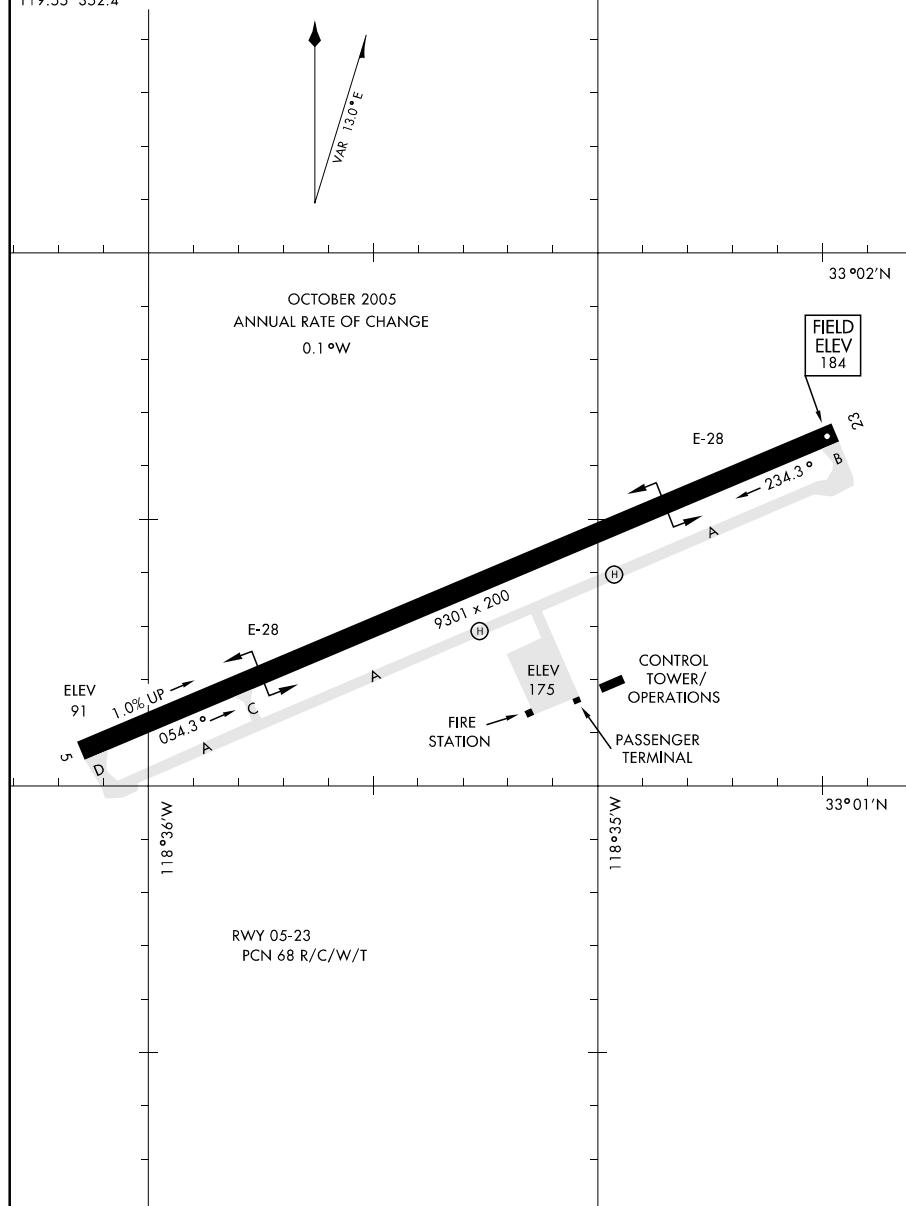 119.55 352.4
VAR 13.0°E
33°02'N
OCTOBER 2005
ANNUAL RATE OF CHANGE
0.1°W
FIELD
ELEV
184
23
E-28
B
234.3°
A
H
9301 x 200
H
E-28
ELEV
175
CONTROL
TOWER/
OPERATIONS
A
ELEV
91
1.0% UP
C
054.3°
FIRE
STATION
PASSENGER
TERMINAL
A
5
D
33°01'N
118°36'W
118°35'W
RWY 05-23
PCN 68 R/C/W/T